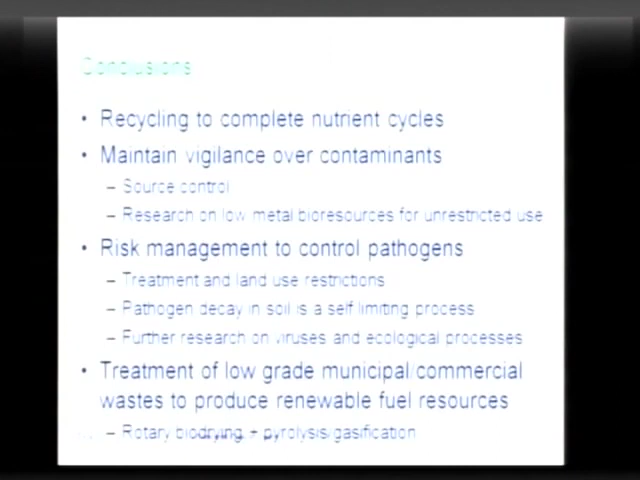 Conclusions
• Recycling to complete nutrient cycles
• Maintain vigilance over contaminants
– Source control
– Research on low metal bioresources for unrestricted use
• Risk management to control pathogens
– Treatment and land use restrictions
– Pathogen decay in soil is a self limiting process
– Further research on viruses and ecological processes
• Treatment of low grade municipal/commercial
wastes to produce renewable fuel resources
– Rotary biodrying + pyrolysis/gasification